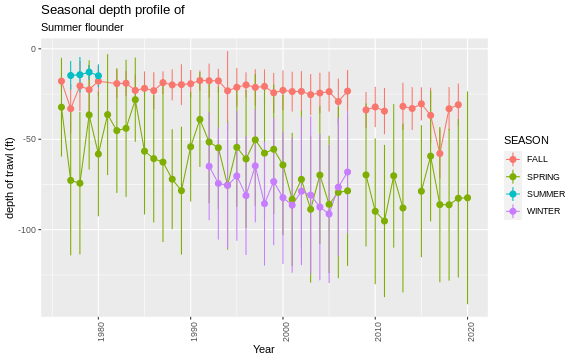 Seasonal depth profile of
Summer flounder
depth of trawl (ft)
0
-50
-100
1980
1990
2000
2010
2020
Year
SEASON
FALL
SPRING
SUMMER
WINTER